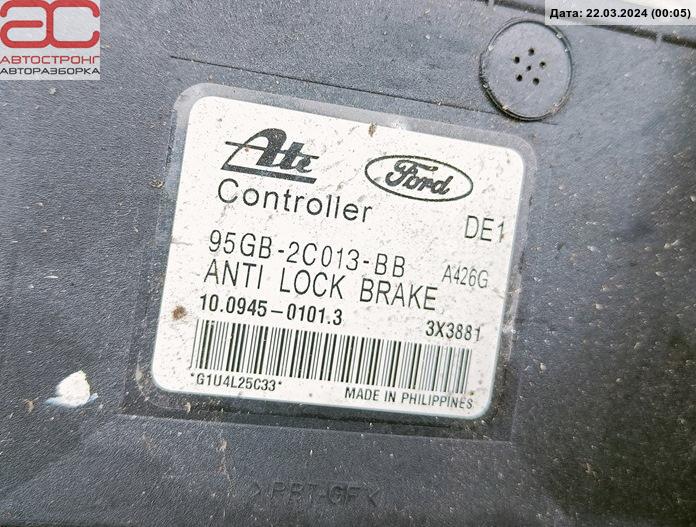 Дата: 22.03.2024 (00:05)
ac
АВТОСТРОНГ
АВТОРАЗБОРКА
Ate
Ford
Controller
DE1
95GB-2C013-BB
A426G
ANTI LOCK BRAKE
10.0945-0101.3
3X3881
*G1U4L25C33*
MADE IN PHILIPPINES
>PBT-GF<